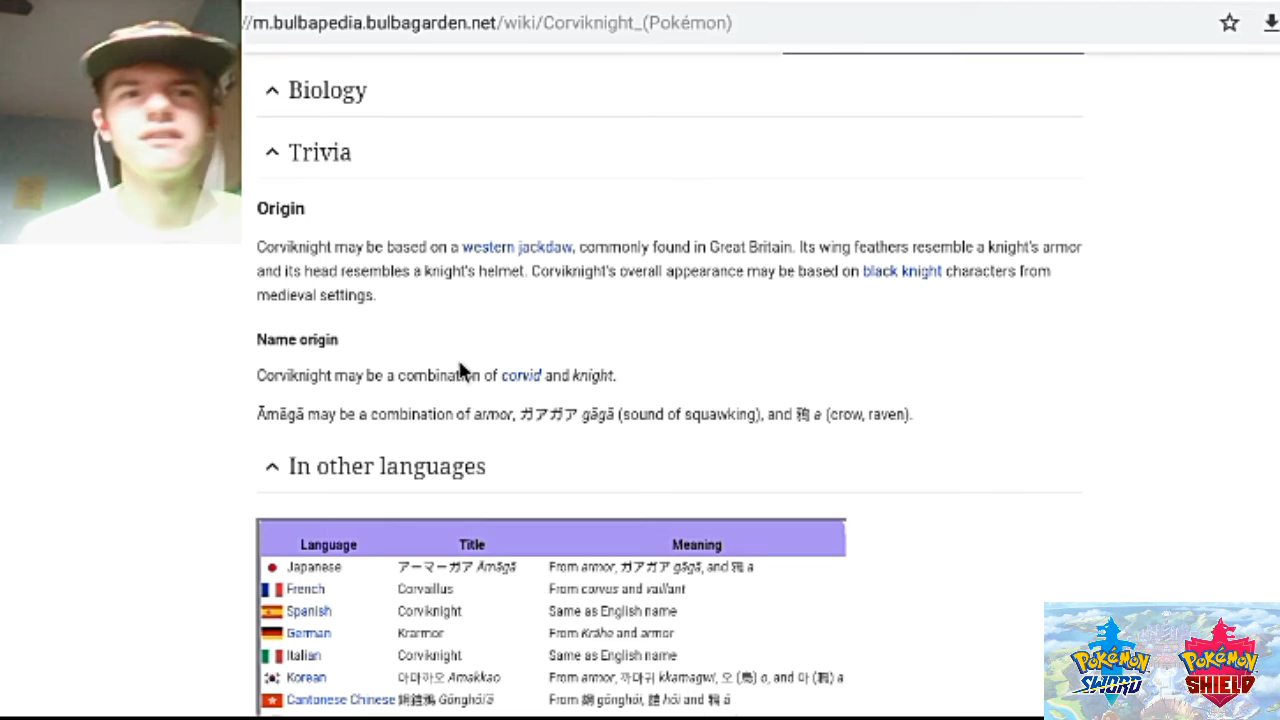 //m.bulbapedia.bulbagarden.net/wiki/Corviknight_(Pokémon)
Biology
Trivia
Origin
Corviknight may be based on a western jackdaw, commonly found in Great Britain. Its wing feathers resemble a knight's armor
and its head resembles a knight's helmet. Corviknight's overall appearance may be based on black knight characters from
medieval settings.
Name origin
Corviknight may be a combination of corvid and knight.
Āmāgā may be a combination of armor, ガアガア gāgā (sound of squawking), and 鴉 a (crow, raven).
In other languages
Language Title Meaning
Japanese アーマーガア Āmāgā From armor, ガアガア gāgā, and 鴉 a
French Corvaillus From corvus and vaillant
Spanish Corviknight Same as English name
German Krarmor From Krähe and armor
Italian Corviknight Same as English name
Korean 아머까오 Amakkao From armor, 까마귀 kkamagwi, 오 (烏) o, and 아 (鴉) a
Cantonese Chinese 鋼鎧鴉 Gonghóiā From 鋼 gonghói, 鎧 hói and 鴉 ā
POKÉMON SWORD
POKÉMON SHIELD